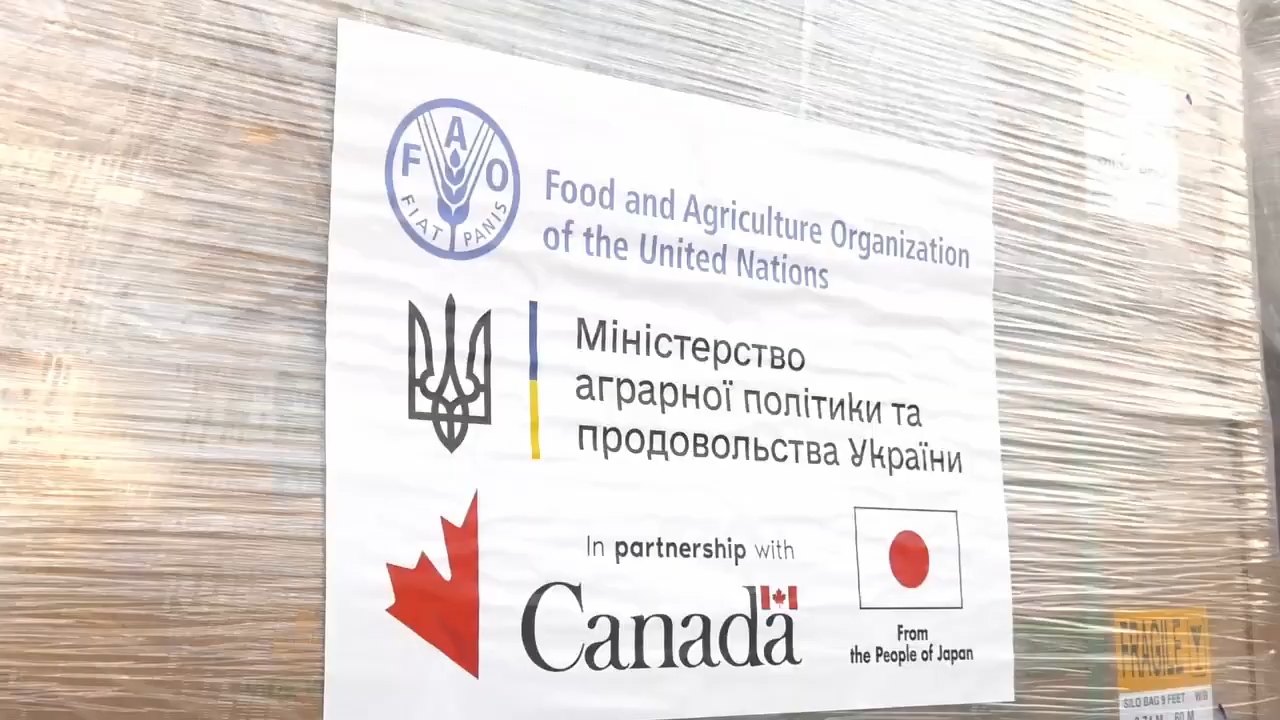 FAO
FIAT PANIS
Food and Agriculture Organization
of the United Nations
Міністерство
аграрної політики та
продовольства України
In partnership with
Canada
From
the People of Japan
FRAGILE
SILO BAG 9 FEET
60 M